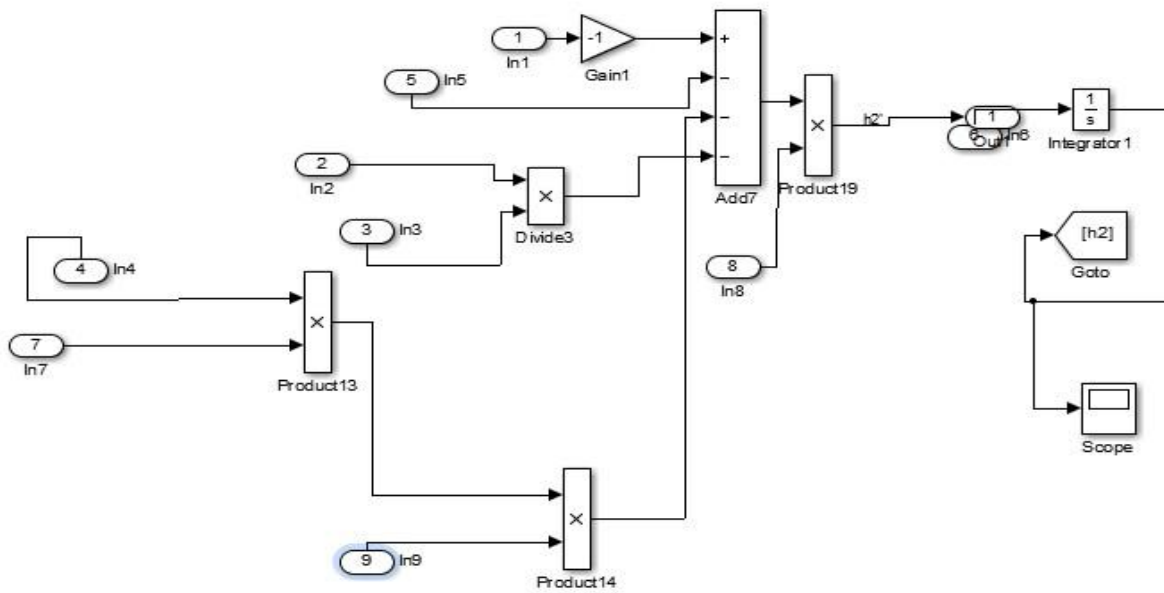 1
In1
-1
Gain1
+
−
−
−
Add7
5
In5
2
In2
3
In3
×
Divide3
×
Product19
8
In8
h2'
1
Out1
6
In6
1
s
Integrator1
[h2]
Goto
Scope
4
In4
7
In7
×
Product13
9
In9
×
Product14